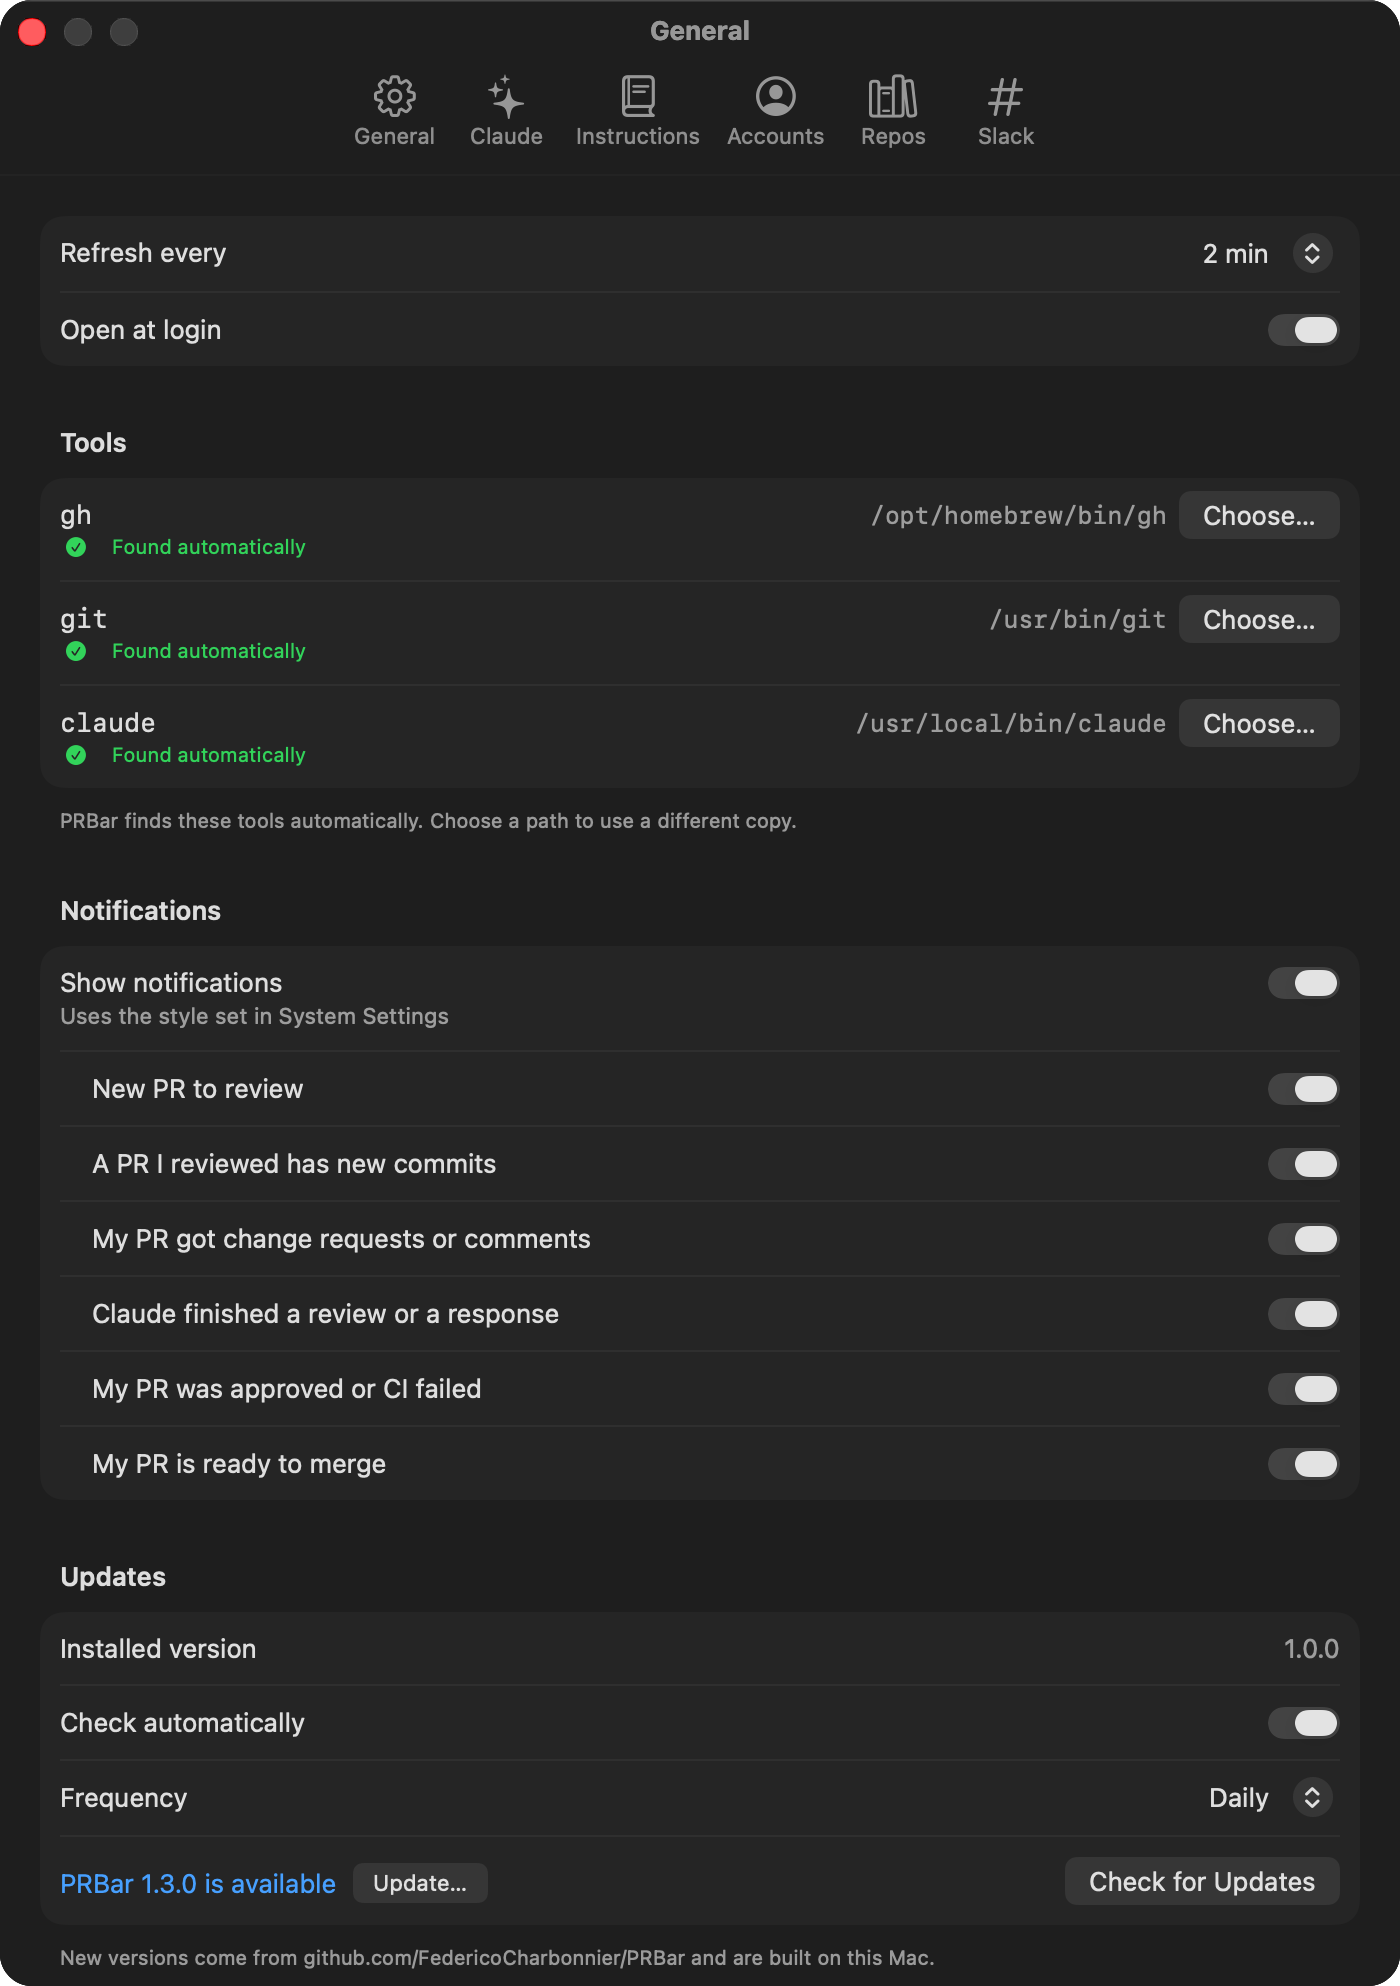 General
General
Claude
Instructions
Accounts
Repos
Slack
Refresh every
2 min
Open at login
Tools
gh
/opt/homebrew/bin/gh
Choose...
Found automatically
git
/usr/bin/git
Choose...
Found automatically
claude
/usr/local/bin/claude
Choose...
Found automatically
PRBar finds these tools automatically. Choose a path to use a different copy.
Notifications
Show notifications
Uses the style set in System Settings
New PR to review
A PR I reviewed has new commits
My PR got change requests or comments
Claude finished a review or a response
My PR was approved or CI failed
My PR is ready to merge
Updates
Installed version
1.0.0
Check automatically
Frequency
Daily
PRBar 1.3.0 is available
Update...
Check for Updates
New versions come from github.com/FedericoCharbonnier/PRBar and are built on this Mac.